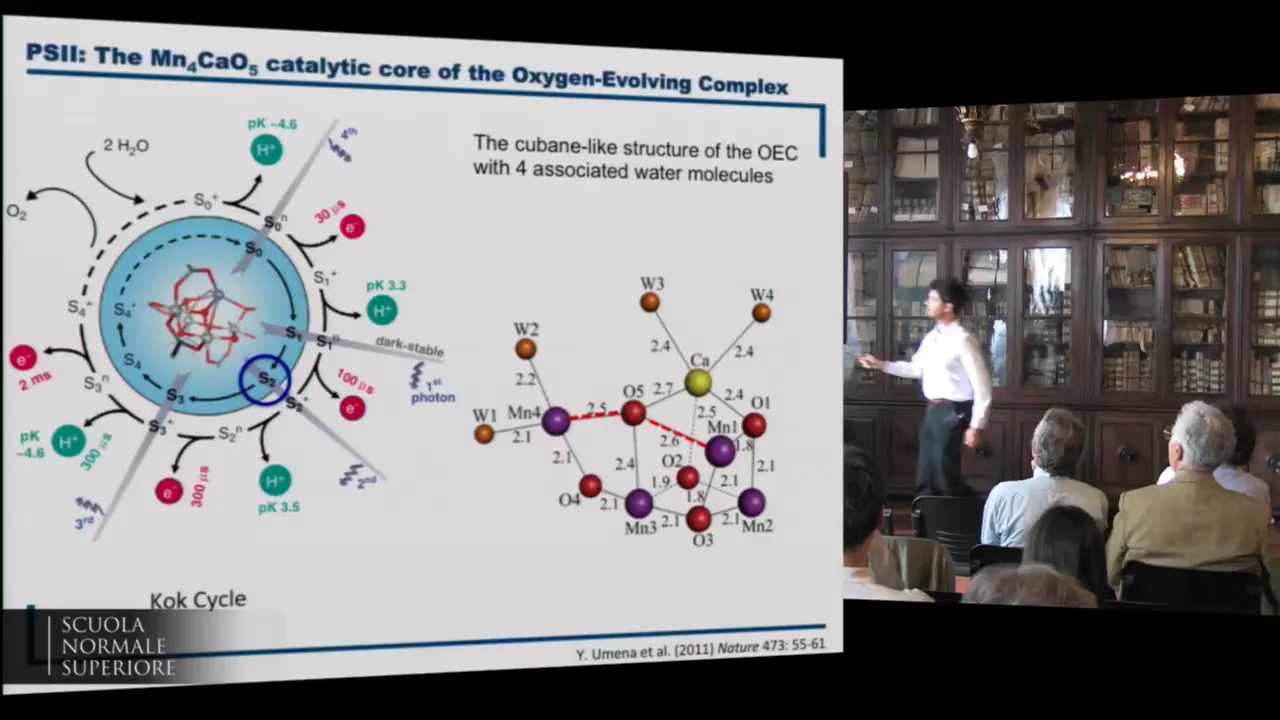 PSII: The Mn4CaO5 catalytic core of the Oxygen-Evolving Complex
The cubane-like structure of the OEC
with 4 associated water molecules
2 H2O
O2
pK ~4.6
H+
4th
S0+
S0n
S0
30 µs
e-
S1+
pK 3.3
H+
S1
S1n
dark-stable
1st
photon
100 µs
e-
S2
S2+
2nd
H+
pK 3.5
S2n
300 µs
e-
S3
S3+
3rd
300 µs
H+
pK
~4.6
S3n
e-
2 ms
S4
S4+
S4'
Kok Cycle
W3
W4
2.4
2.4
Ca
W2
2.2
W1
Mn4
2.1
2.5
O5
2.7
2.4
O1
2.5
Mn1
1.8
2.6
2.1
2.4
O2
2.1
2.1
1.9
1.8
O4
2.1
Mn3
2.1
O3
2.1
Mn2
Y. Umena et al. (2011) Nature 473: 55-61
SCUOLA
NORMALE
SUPERIORE